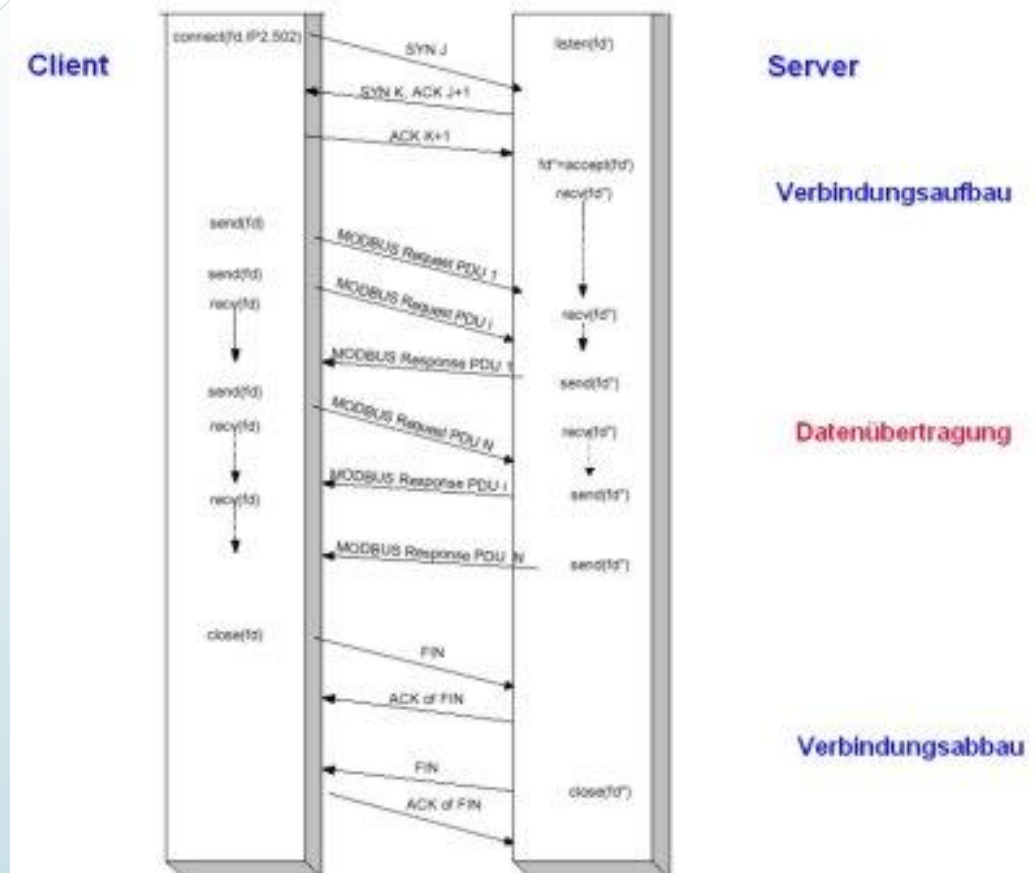 Client
Server
connect(fd,IP2,502)
listen(fd')
SYN J
SYN K, ACK J+1
ACK K+1
fd"=accept(fd')
recv(fd")
Verbindungsaufbau
send(fd)
MODBUS Request PDU 1
send(fd)
MODBUS Request PDU i
recv(fd)
recv(fd")
MODBUS Response PDU 1
send(fd")
send(fd)
MODBUS Request PDU N
recv(fd)
recv(fd")
Datenübertragung
MODBUS Response PDU i
send(fd")
recv(fd)
MODBUS Response PDU N
send(fd")
close(fd)
FIN
ACK of FIN
Verbindungsabbau
FIN
close(fd")
ACK of FIN